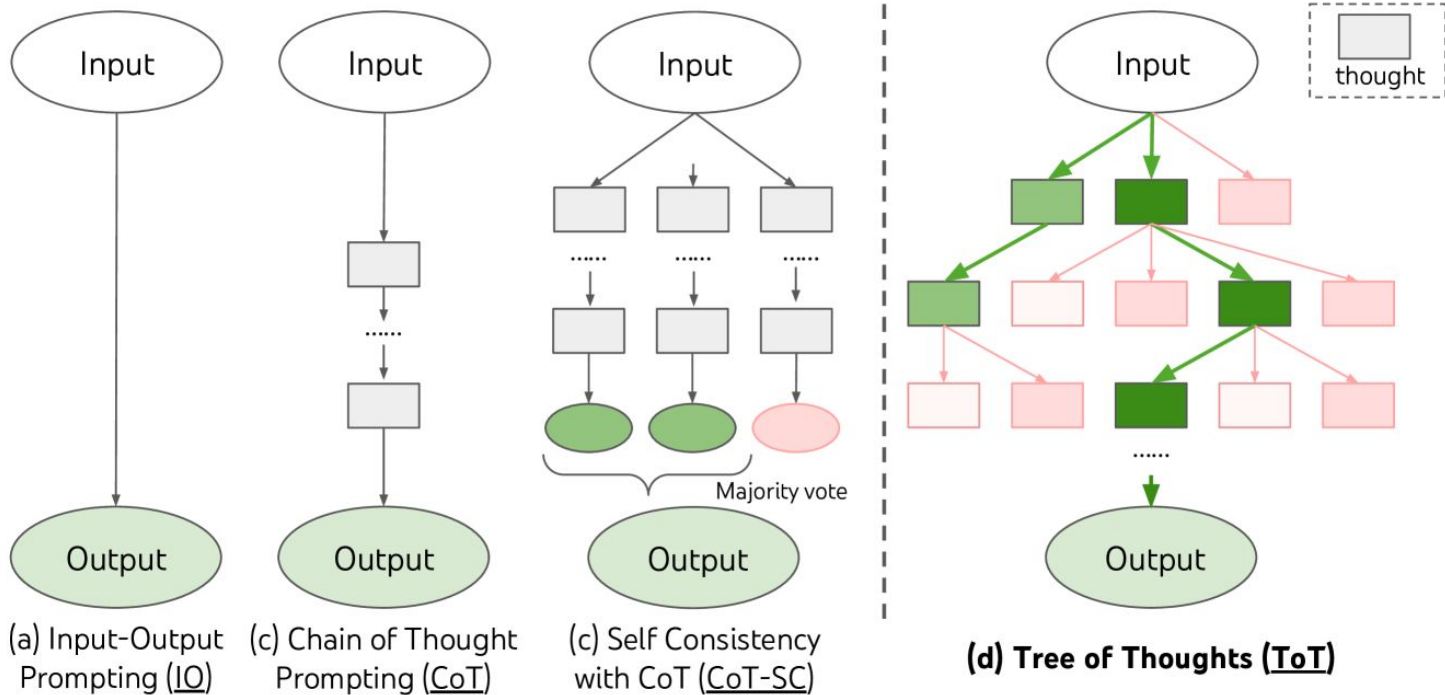 Input
Input
Input
Input
thought
......
......
......
......
......
Majority vote
Output
Output
Output
Output
(a) Input-Output
Prompting (IO)
(c) Chain of Thought
Prompting (CoT)
(c) Self Consistency
with CoT (CoT-SC)
(d) Tree of Thoughts (ToT)